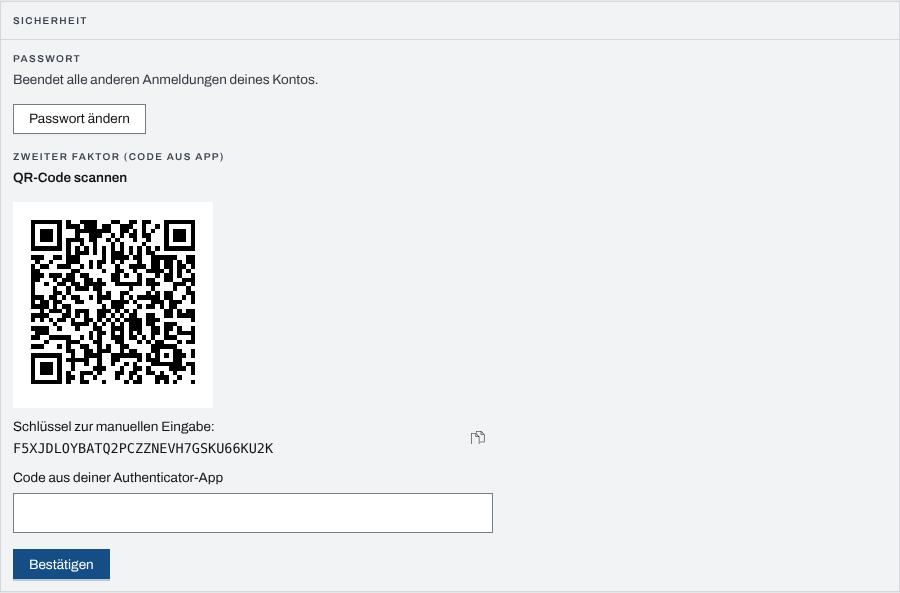 SICHERHEIT
PASSWORT
Beendet alle anderen Anmeldungen deines Kontos.
Passwort ändern
ZWEITER FAKTOR (CODE AUS APP)
QR-Code scannen
Schlüssel zur manuellen Eingabe:
F5XJDLOYBATQ2PCZZNEVH7GSKU66KU2K
Code aus deiner Authenticator-App
Bestätigen